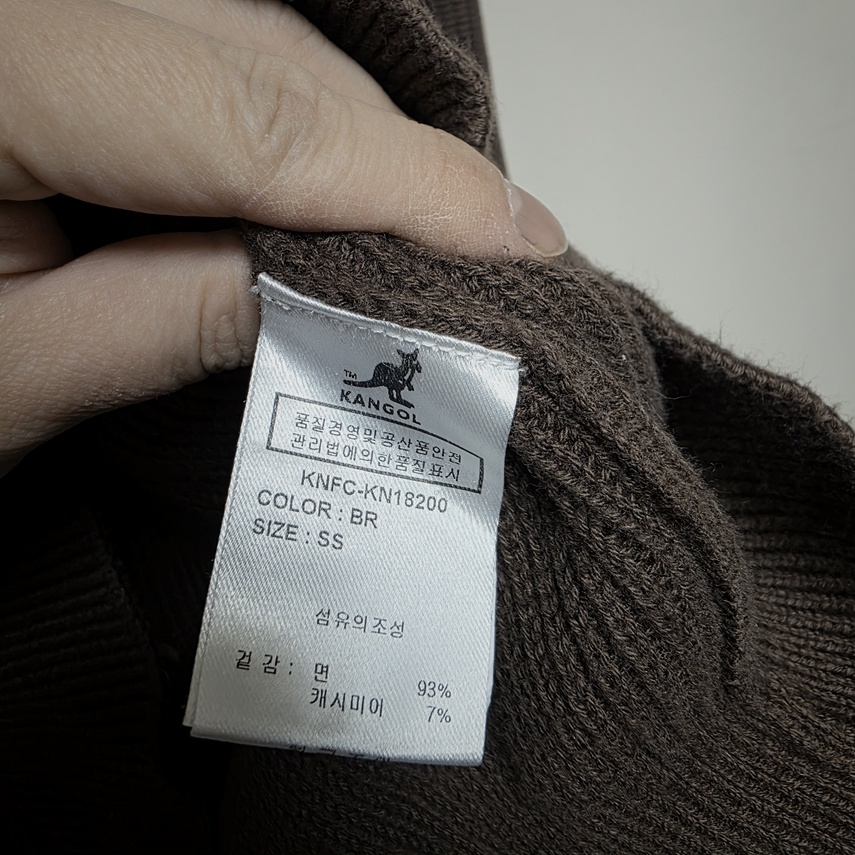 TM
KANGOL
품질경영및공산품안전
관리법에의한품질표시
KNFC-KN18200
COLOR : BR
SIZE : SS
섬유의조성
겉 감 : 면 93%
캐시미어 7%